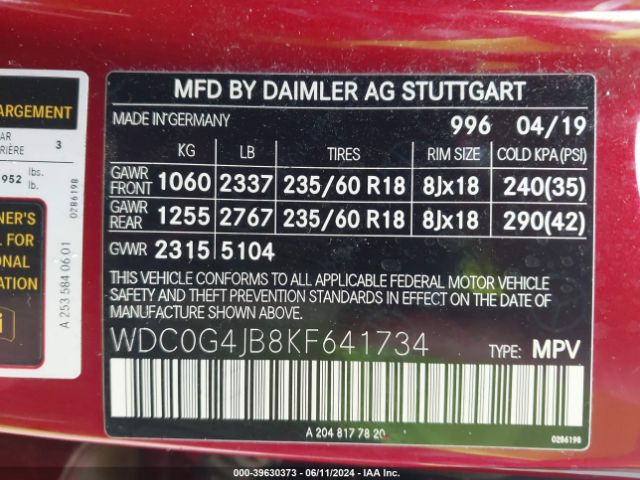 ARGEMENT
AR
RIÈRE
3
952 lbs.
lb.
0286198
NER'S
L FOR
ONAL
ATION
A 253 584 06 01
MFD BY DAIMLER AG STUTTGART
MADE IN GERMANY 996 04/19
KG LB TIRES RIM SIZE COLD KPA(PSI)
GAWR FRONT 1060 2337 235/60 R18 8Jx18 240(35)
GAWR REAR 1255 2767 235/60 R18 8Jx18 290(42)
GVWR 2315 5104
THIS VEHICLE CONFORMS TO ALL APPLICABLE FEDERAL MOTOR VEHICLE
SAFETY AND THEFT PREVENTION STANDARDS IN EFFECT ON THE DATE OF
MANUFACTURE SHOWN ABOVE.
WDC0G4JB8KF641734
TYPE: MPV
A 204 817 78 20
0286198
000-39630373 - 06/11/2024 - IAA Inc.